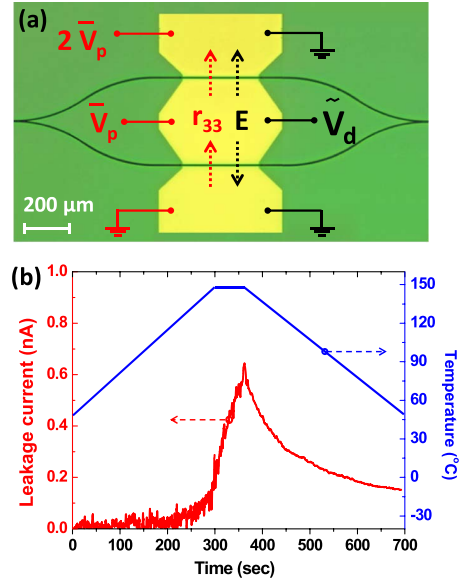 (a)
2 V̄p
V̄p
r33
E
Ṽd
200 μm
(b)
1.0
0.8
0.6
0.4
0.2
0.0
Leakage current (nA)
150
120
90
60
30
0
-30
Temperature (°C)
0 100 200 300 400 500 600 700
Time (sec)